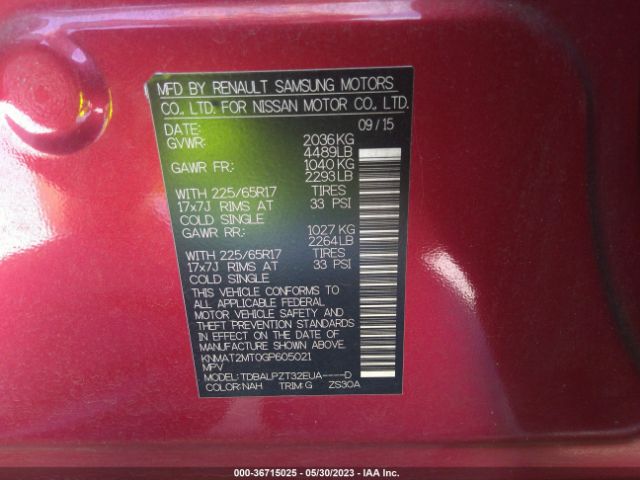 MFD BY RENAULT SAMSUNG MOTORS
CO., LTD. FOR NISSAN MOTOR CO., LTD.
DATE: 09/15
GVWR: 2036KG
4489LB
GAWR FR: 1040 KG
2293LB
WITH 225/65R17 TIRES
17x7J RIMS AT 33 PSI
COLD SINGLE
GAWR RR: 1027 KG
2264LB
WITH 225/65R17 TIRES
17x7J RIMS AT 33 PSI
COLD SINGLE
THIS VEHICLE CONFORMS TO
ALL APPLICABLE FEDERAL
MOTOR VEHICLE SAFETY AND
THEFT PREVENTION STANDARDS
IN EFFECT ON THE DATE OF
MANUFACTURE SHOWN ABOVE.
KNMAT2MT0GP605021
MPV
MODEL: TDBALPZT32EUA----D
COLOR: NAH TRIM: G ZS30A
000-36715025 - 05/30/2023 - IAA Inc.